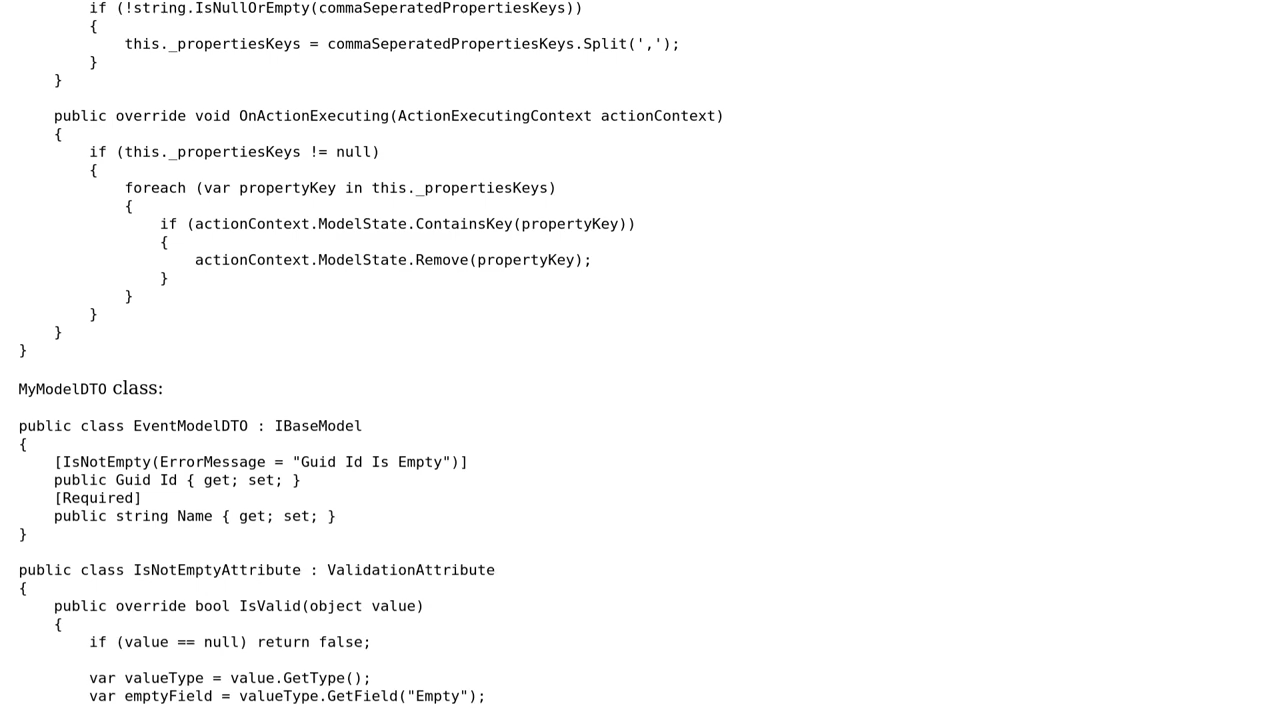 if (!string.IsNullOrEmpty(commaSeperatedPropertiesKeys))
        {
            this._propertiesKeys = commaSeperatedPropertiesKeys.Split(',');
        }
    }

    public override void OnActionExecuting(ActionExecutingContext actionContext)
    {
        if (this._propertiesKeys != null)
        {
            foreach (var propertyKey in this._propertiesKeys)
            {
                if (actionContext.ModelState.ContainsKey(propertyKey))
                {
                    actionContext.ModelState.Remove(propertyKey);
                }
            }
        }
    }
}

MyModelDTO class:

public class EventModelDTO : IBaseModel
{
    [IsNotEmpty(ErrorMessage = "Guid Id Is Empty")]
    public Guid Id { get; set; }
    [Required]
    public string Name { get; set; }
}

public class IsNotEmptyAttribute : ValidationAttribute
{
    public override bool IsValid(object value)
    {
        if (value == null) return false;

        var valueType = value.GetType();
        var emptyField = valueType.GetField("Empty");